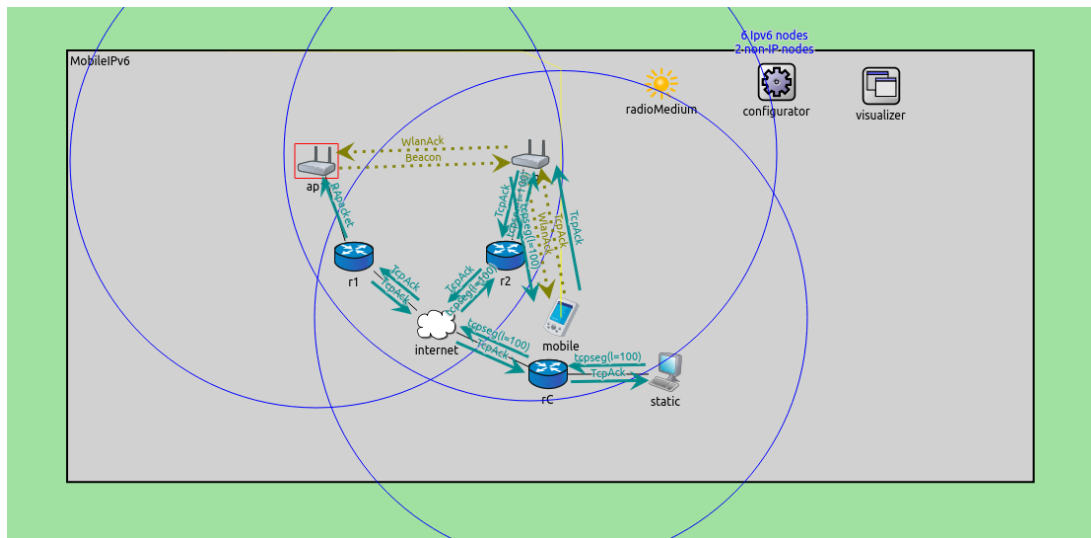 6 Ipv6 nodes
2 non-IP nodes
MobileIPv6
radioMedium
configurator
visualizer
WlanAck
Beacon
ap
RApacket
TcpAck
tcpseg(l=100)
tcpseg(l=100)
WlanAck
TcpAck
TcpAck
r1
r2
TcpAck
TcpAck
TcpAck
tcpseg(l=100)
internet
mobile
tcpseg(l=100)
TcpAck
tcpseg(l=100)
TcpAck
rC
static